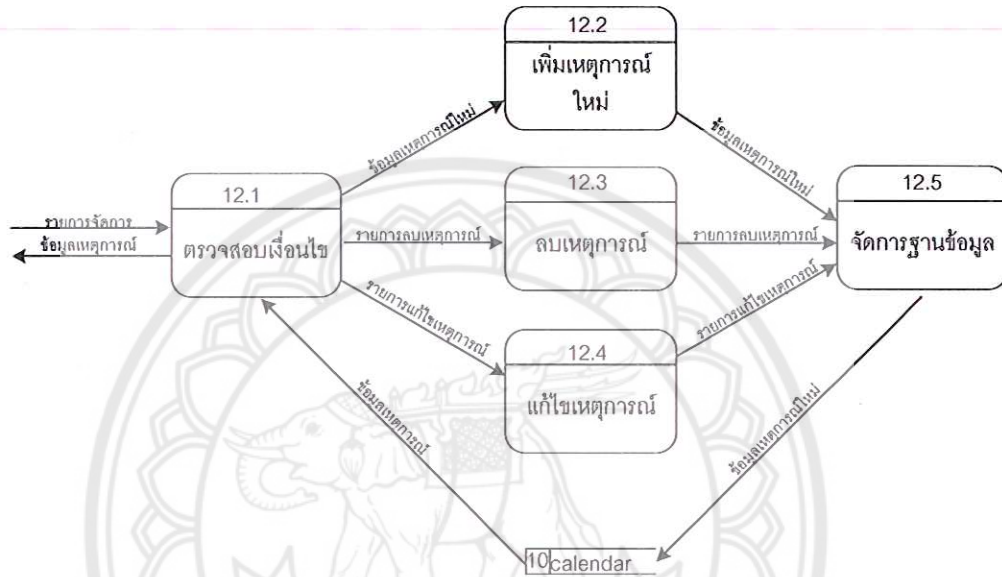 12.2
เพิ่มเหตุการณ์
ใหม่
ข้อมูลเหตุการณ์ใหม่
ข้อมูลเหตุการณ์ใหม่
12.1
ตรวจสอบเงื่อนไข
12.3
ลบเหตุการณ์
12.5
จัดการฐานข้อมูล
รายการจัดการ
ข้อมูลเหตุการณ์
รายการลบเหตุการณ์
รายการลบเหตุการณ์
รายการแก้ไขเหตุการณ์
รายการแก้ไขเหตุการณ์
12.4
แก้ไขเหตุการณ์
ข้อมูลเหตุการณ์
ข้อมูลเหตุการณ์ใหม่
10 calendar